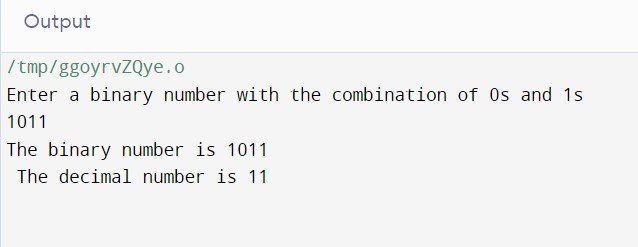 Output
/tmp/ggoyrvZQye.o
Enter a binary number with the combination of 0s and 1s
1011
The binary number is 1011
 The decimal number is 11